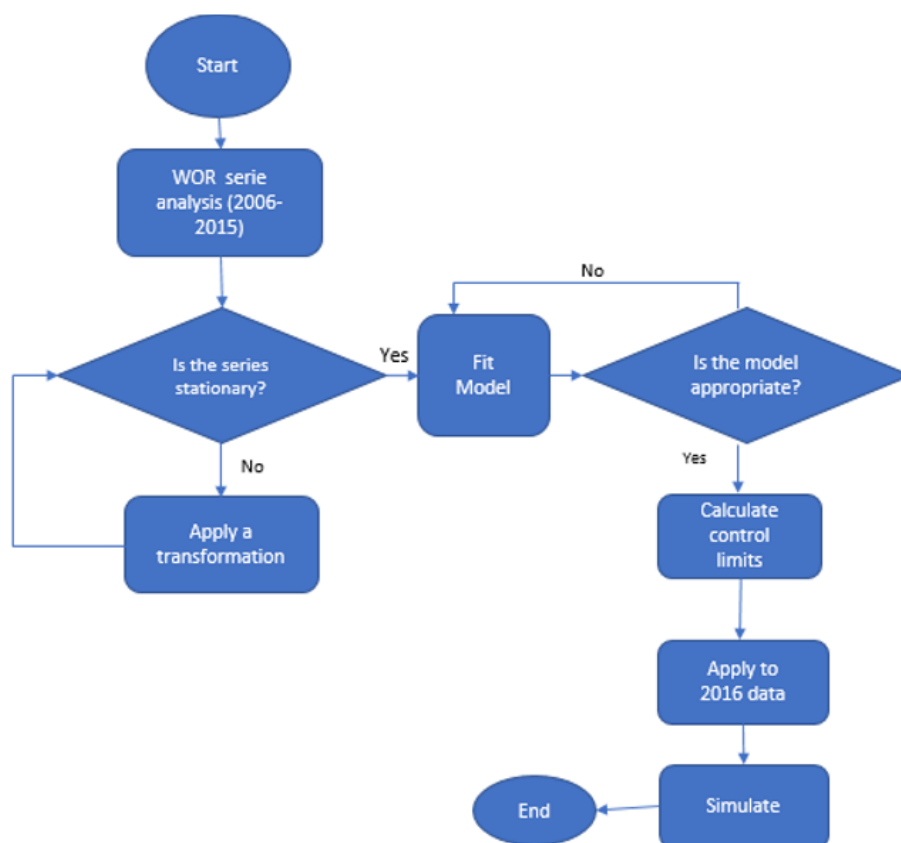 Start
WOR serie
analysis (2006-
2015)
No
Is the series
stationary?
Yes
Fit
Model
Is the model
appropriate?
No
Yes
Apply a
transformation
Calculate
control
limits
Apply to
2016 data
End
Simulate